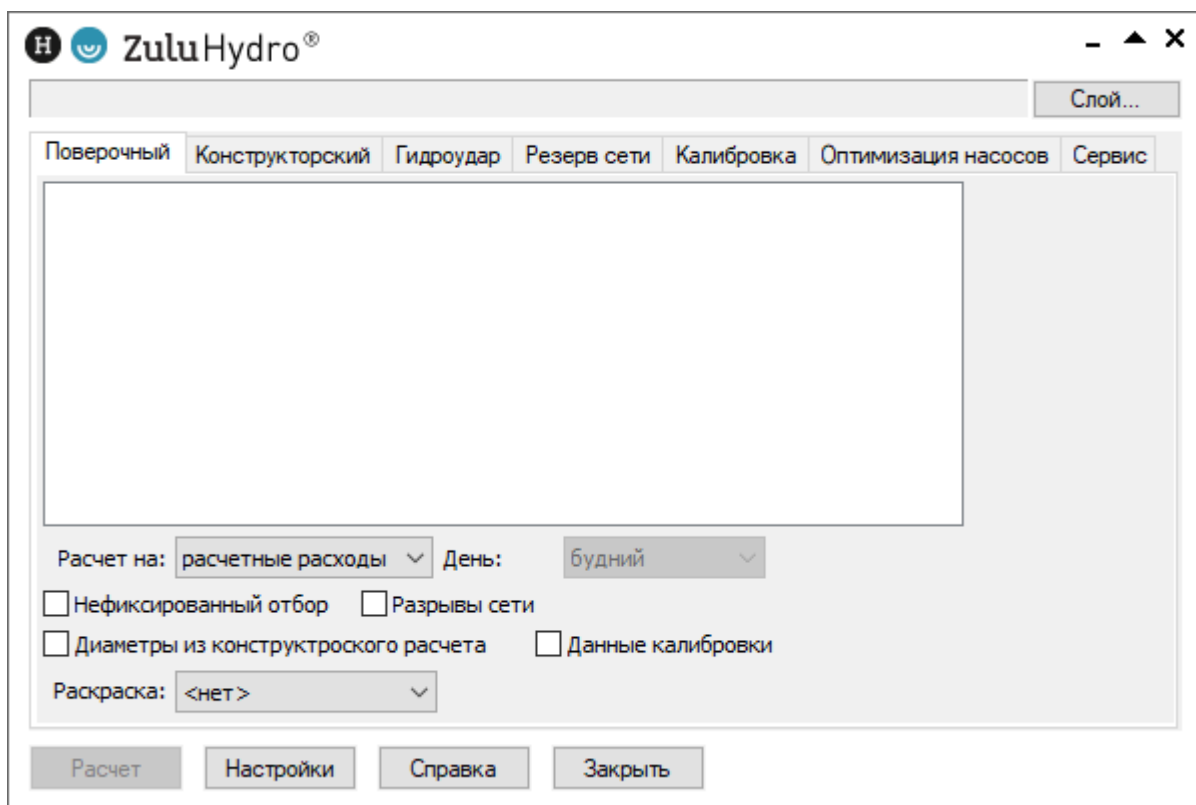 H ZuluHydro®
Слой...
Поверочный Конструкторский Гидроудар Резерв сети Калибровка Оптимизация насосов Сервис
Расчет на: расчетные расходы День: будний
Нефиксированный отбор Разрывы сети
Диаметры из конструктроского расчета Данные калибровки
Раскраска: <нет>
Расчет Настройки Справка Закрыть